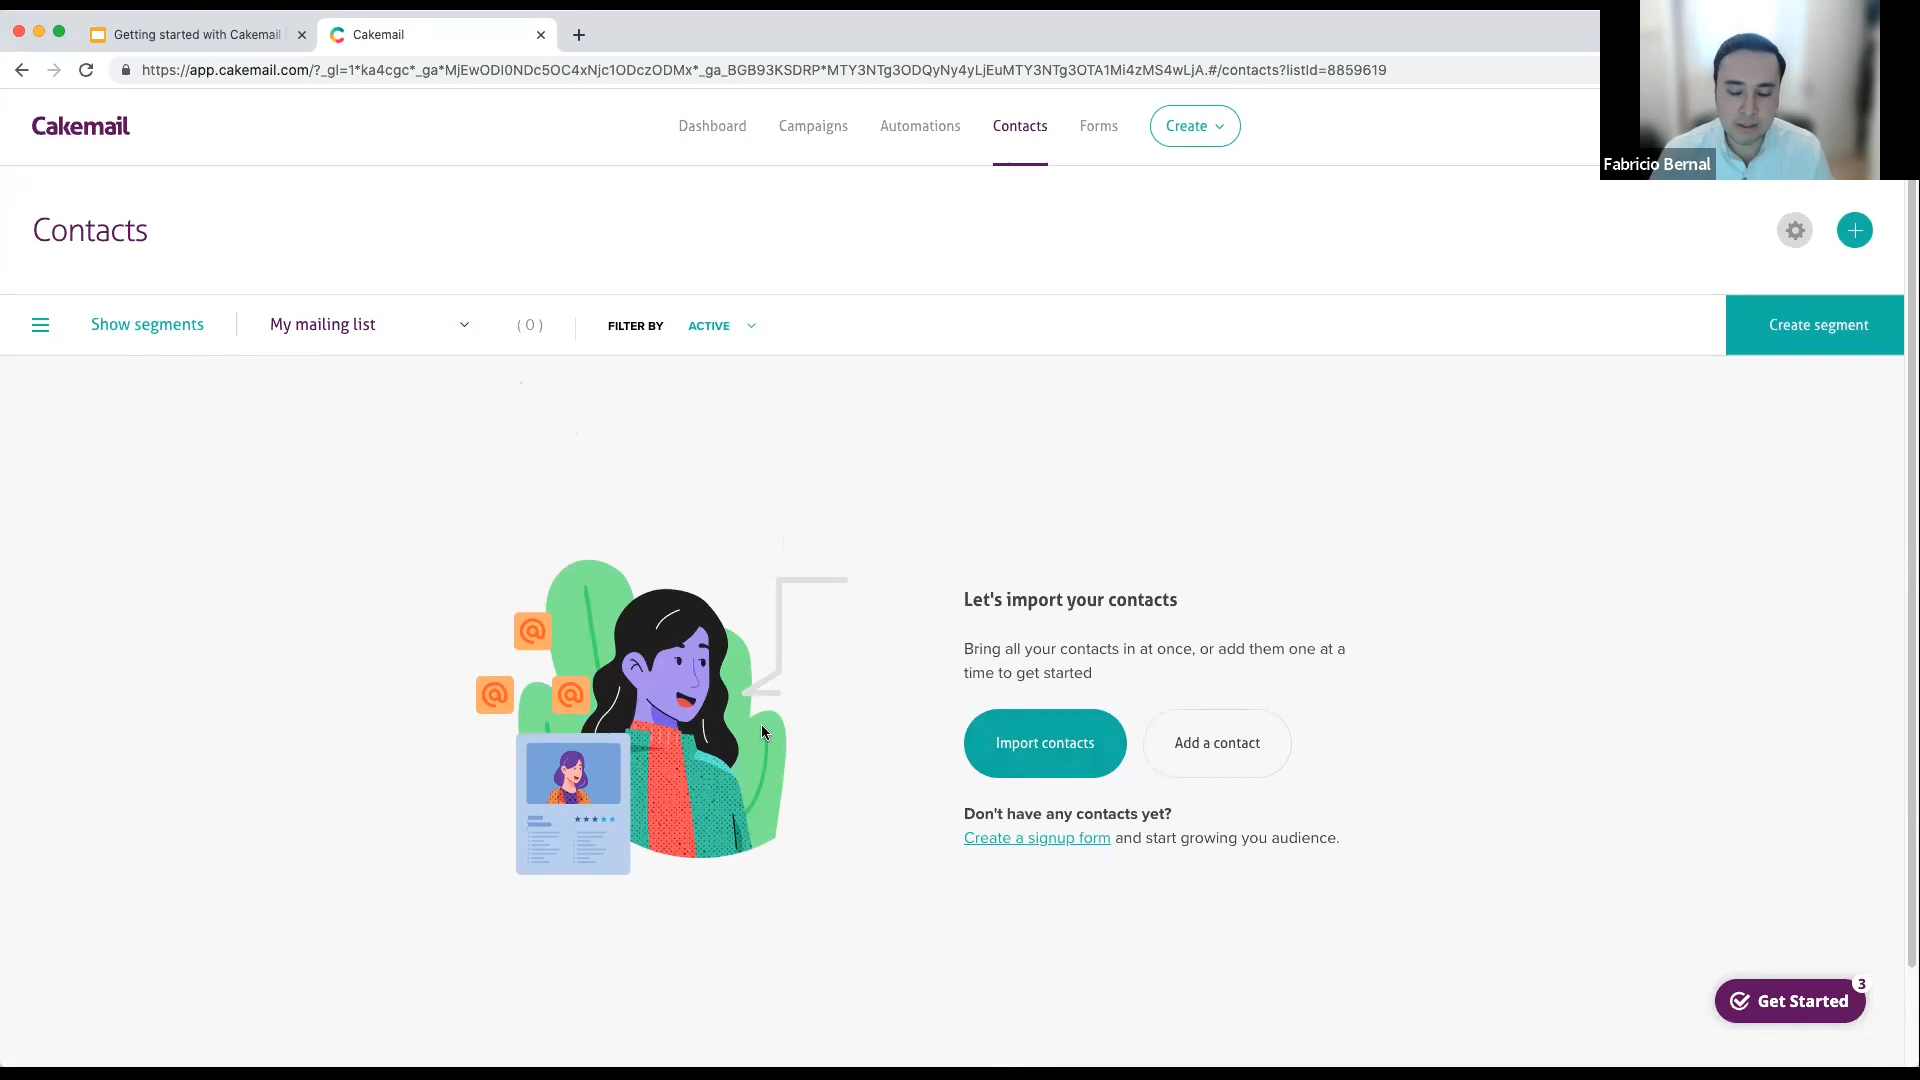 Getting started with Cakemail
Cakemail
https://app.cakemail.com/?_gl=1*ka4cgc*_ga*MjEwODI0NDc5OC4xNjc1ODczODMx*_ga_BGB93KSDRP*MTY3NTg3ODQyNy4yLjEuMTY3NTg3OTA1Mi4zMS4wLjA.#/contacts?listId=8859619
Cakemail
Dashboard
Campaigns
Automations
Contacts
Forms
Create
Fabricio Bernal
Contacts
Show segments
My mailing list
( 0 )
FILTER BY
ACTIVE
Create segment
Let's import your contacts
Bring all your contacts in at once, or add them one at a
time to get started
Import contacts
Add a contact
Don't have any contacts yet?
Create a signup form and start growing you audience.
3
Get Started